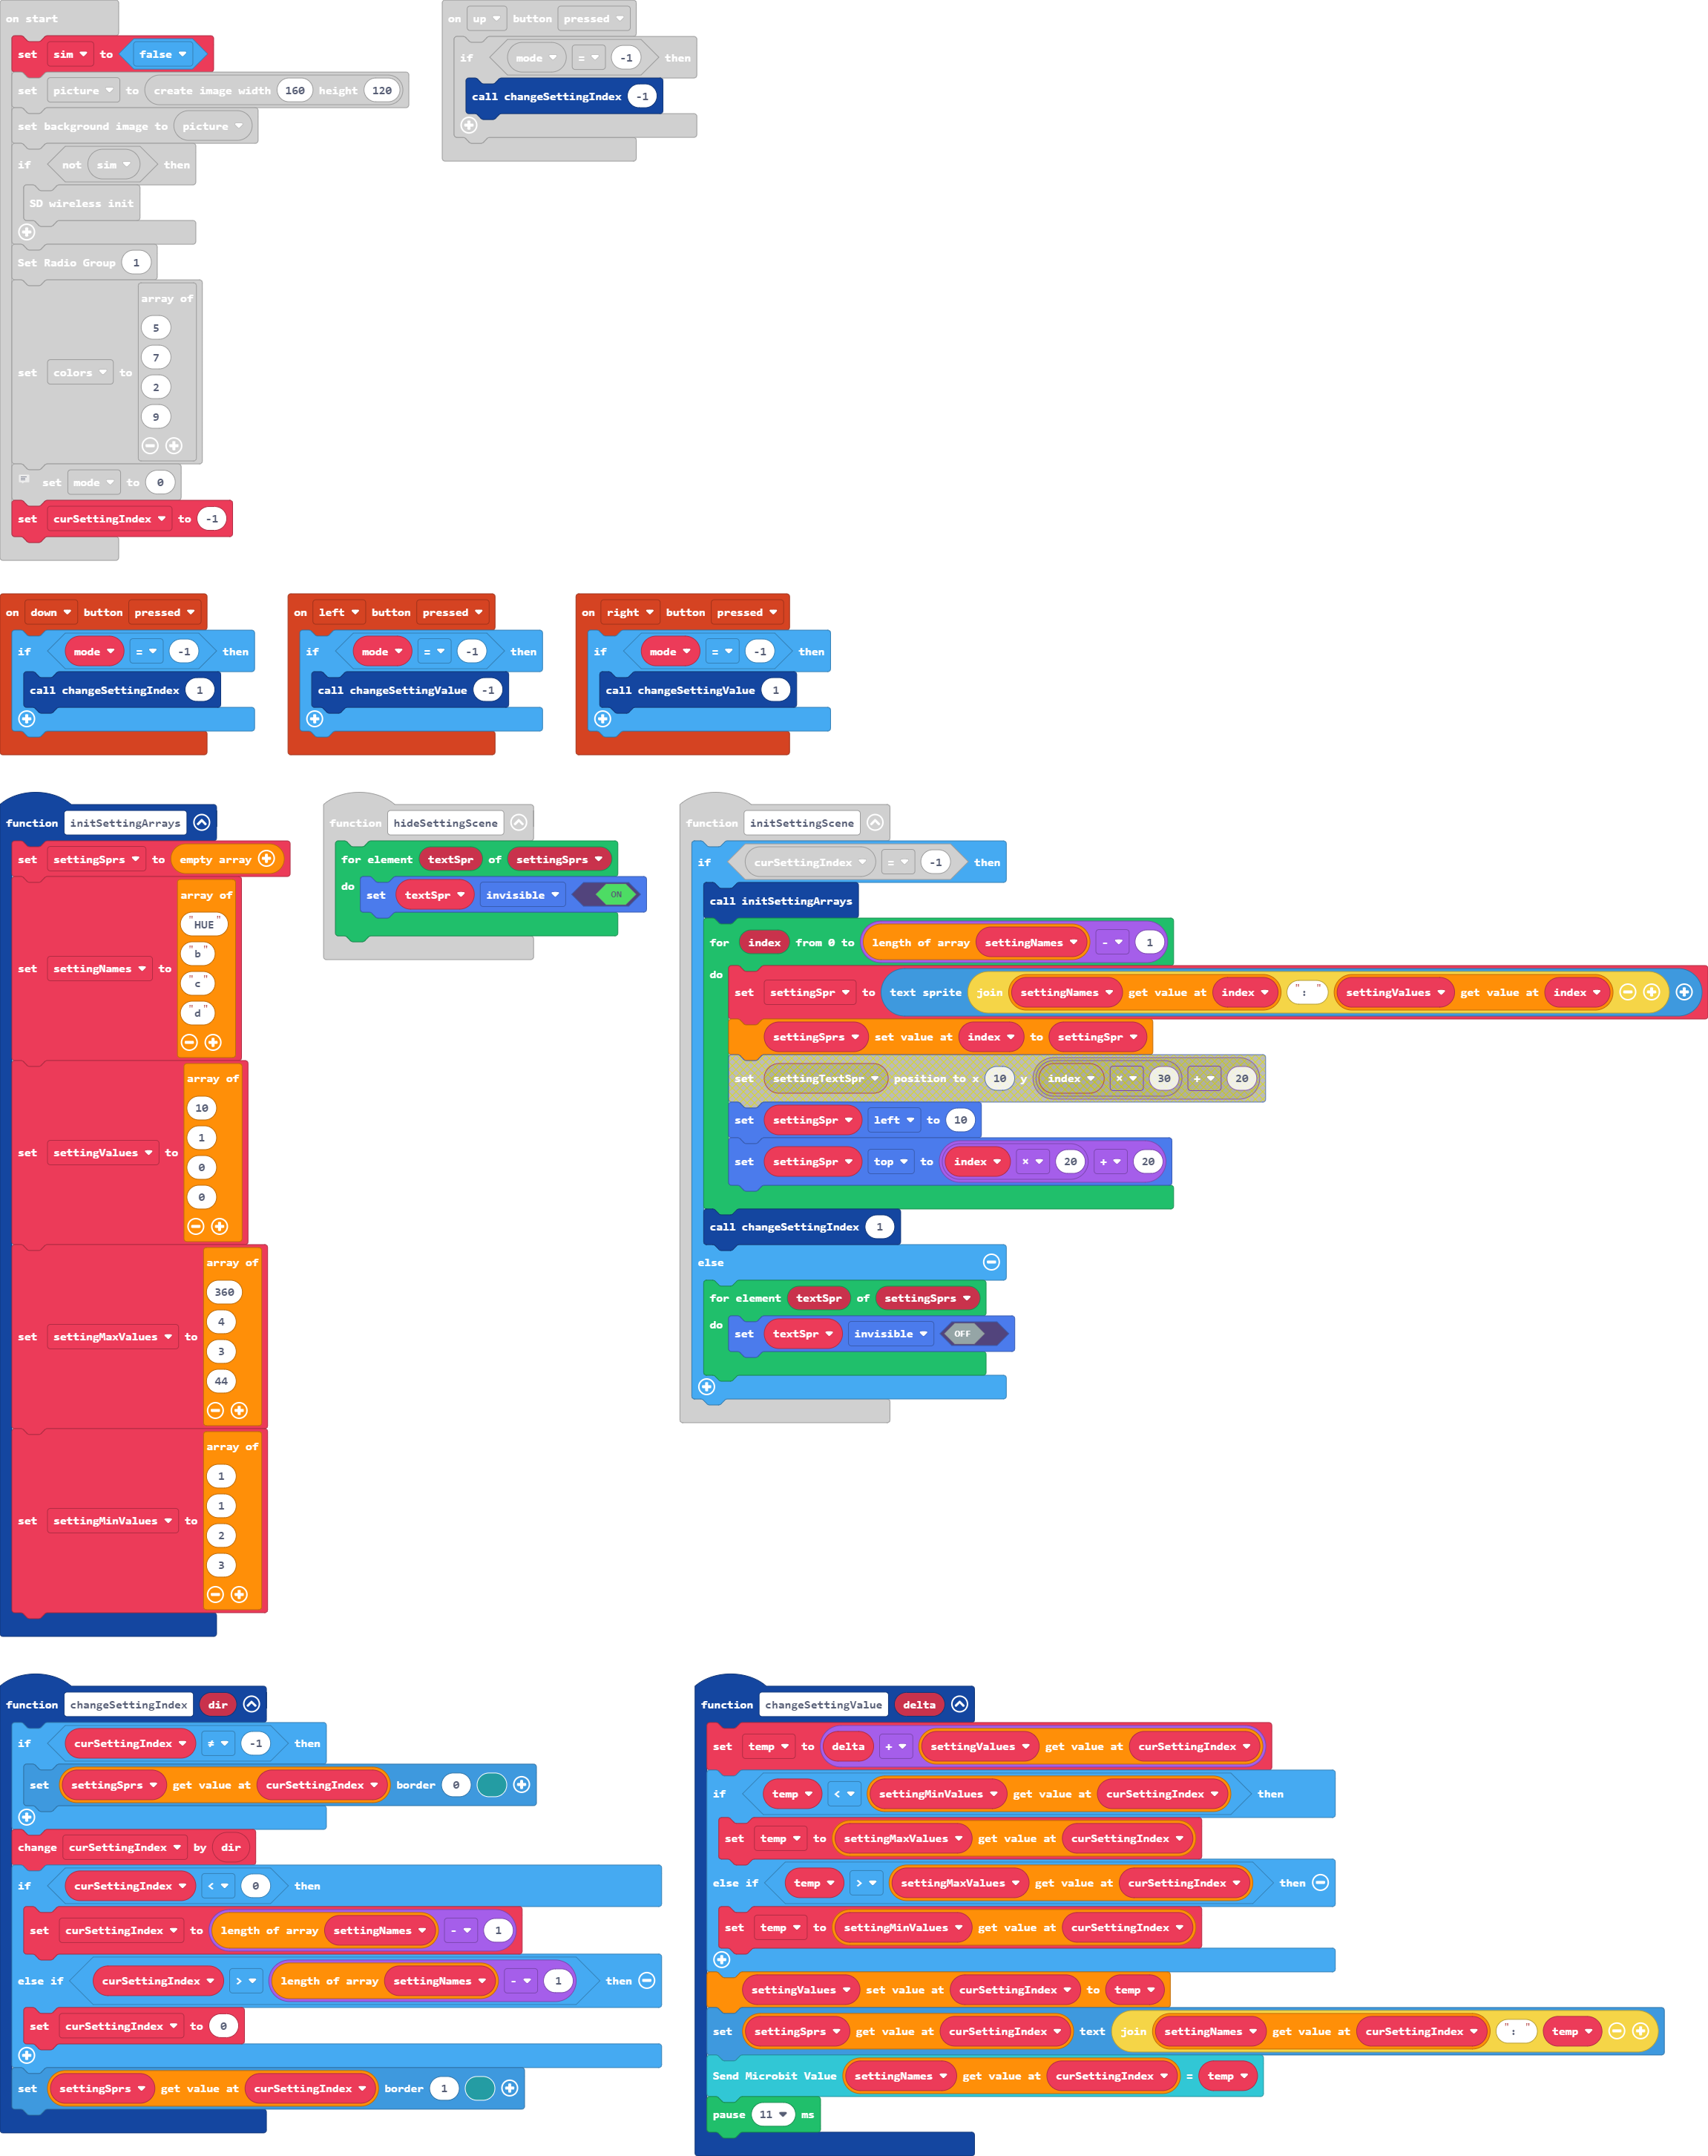 on start
set sim to false
set picture to create image width 160 height 120
set background image to picture
if not sim then
SD wireless init
Set Radio Group 1
set colors to array of
5
7
2
9
set mode to 0
set curSettingIndex to -1
on up button pressed
if mode = -1 then
call changeSettingIndex -1
on down button pressed
if mode = -1 then
call changeSettingIndex 1
on left button pressed
if mode = -1 then
call changeSettingValue -1
on right button pressed
if mode = -1 then
call changeSettingValue 1
function initSettingArrays
set settingSprs to empty array
set settingNames to array of
"HUE"
"b"
"c"
"d"
set settingValues to array of
10
1
0
0
set settingMaxValues to array of
360
4
3
44
set settingMinValues to array of
1
1
2
3
function hideSettingScene
for element textSpr of settingSprs
do set textSpr invisible ON
function initSettingScene
if curSettingIndex = -1 then
call initSettingArrays
for index from 0 to length of array settingNames - 1
do
set settingSpr to text sprite join settingNames get value at index ": " settingValues get value at index
settingSprs set value at index to settingSpr
set settingTextSpr position to x 10 y index × 30 + 20
set settingSpr left to 10
set settingSpr top to index × 20 + 20
call changeSettingIndex 1
else
for element textSpr of settingSprs
do set textSpr invisible OFF
function changeSettingIndex dir
if curSettingIndex ≠ -1 then
set settingSprs get value at curSettingIndex border 0
change curSettingIndex by dir
if curSettingIndex < 0 then
set curSettingIndex to length of array settingNames - 1
else if curSettingIndex > length of array settingNames - 1 then
set curSettingIndex to 0
set settingSprs get value at curSettingIndex border 1
function changeSettingValue delta
set temp to delta + settingValues get value at curSettingIndex
if temp < settingMinValues get value at curSettingIndex then
set temp to settingMaxValues get value at curSettingIndex
else if temp > settingMaxValues get value at curSettingIndex then
set temp to settingMinValues get value at curSettingIndex
settingValues set value at curSettingIndex to temp
set settingSprs get value at curSettingIndex text join settingNames get value at curSettingIndex ": " temp
Send Microbit Value settingNames get value at curSettingIndex = temp
pause 11 ms